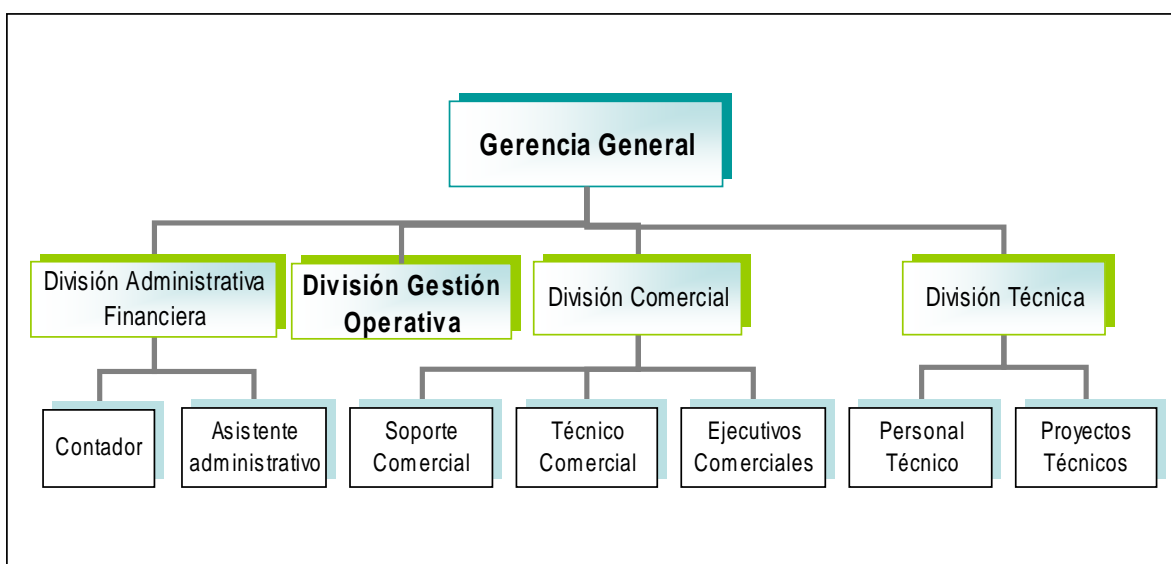 Gerencia General
División Administrativa
Financiera
División Gestión
Operativa
División Comercial
División Técnica
Contador
Asistente
administrativo
Soporte
Comercial
Técnico
Comercial
Ejecutivos
Comerciales
Personal
Técnico
Proyectos
Técnicos